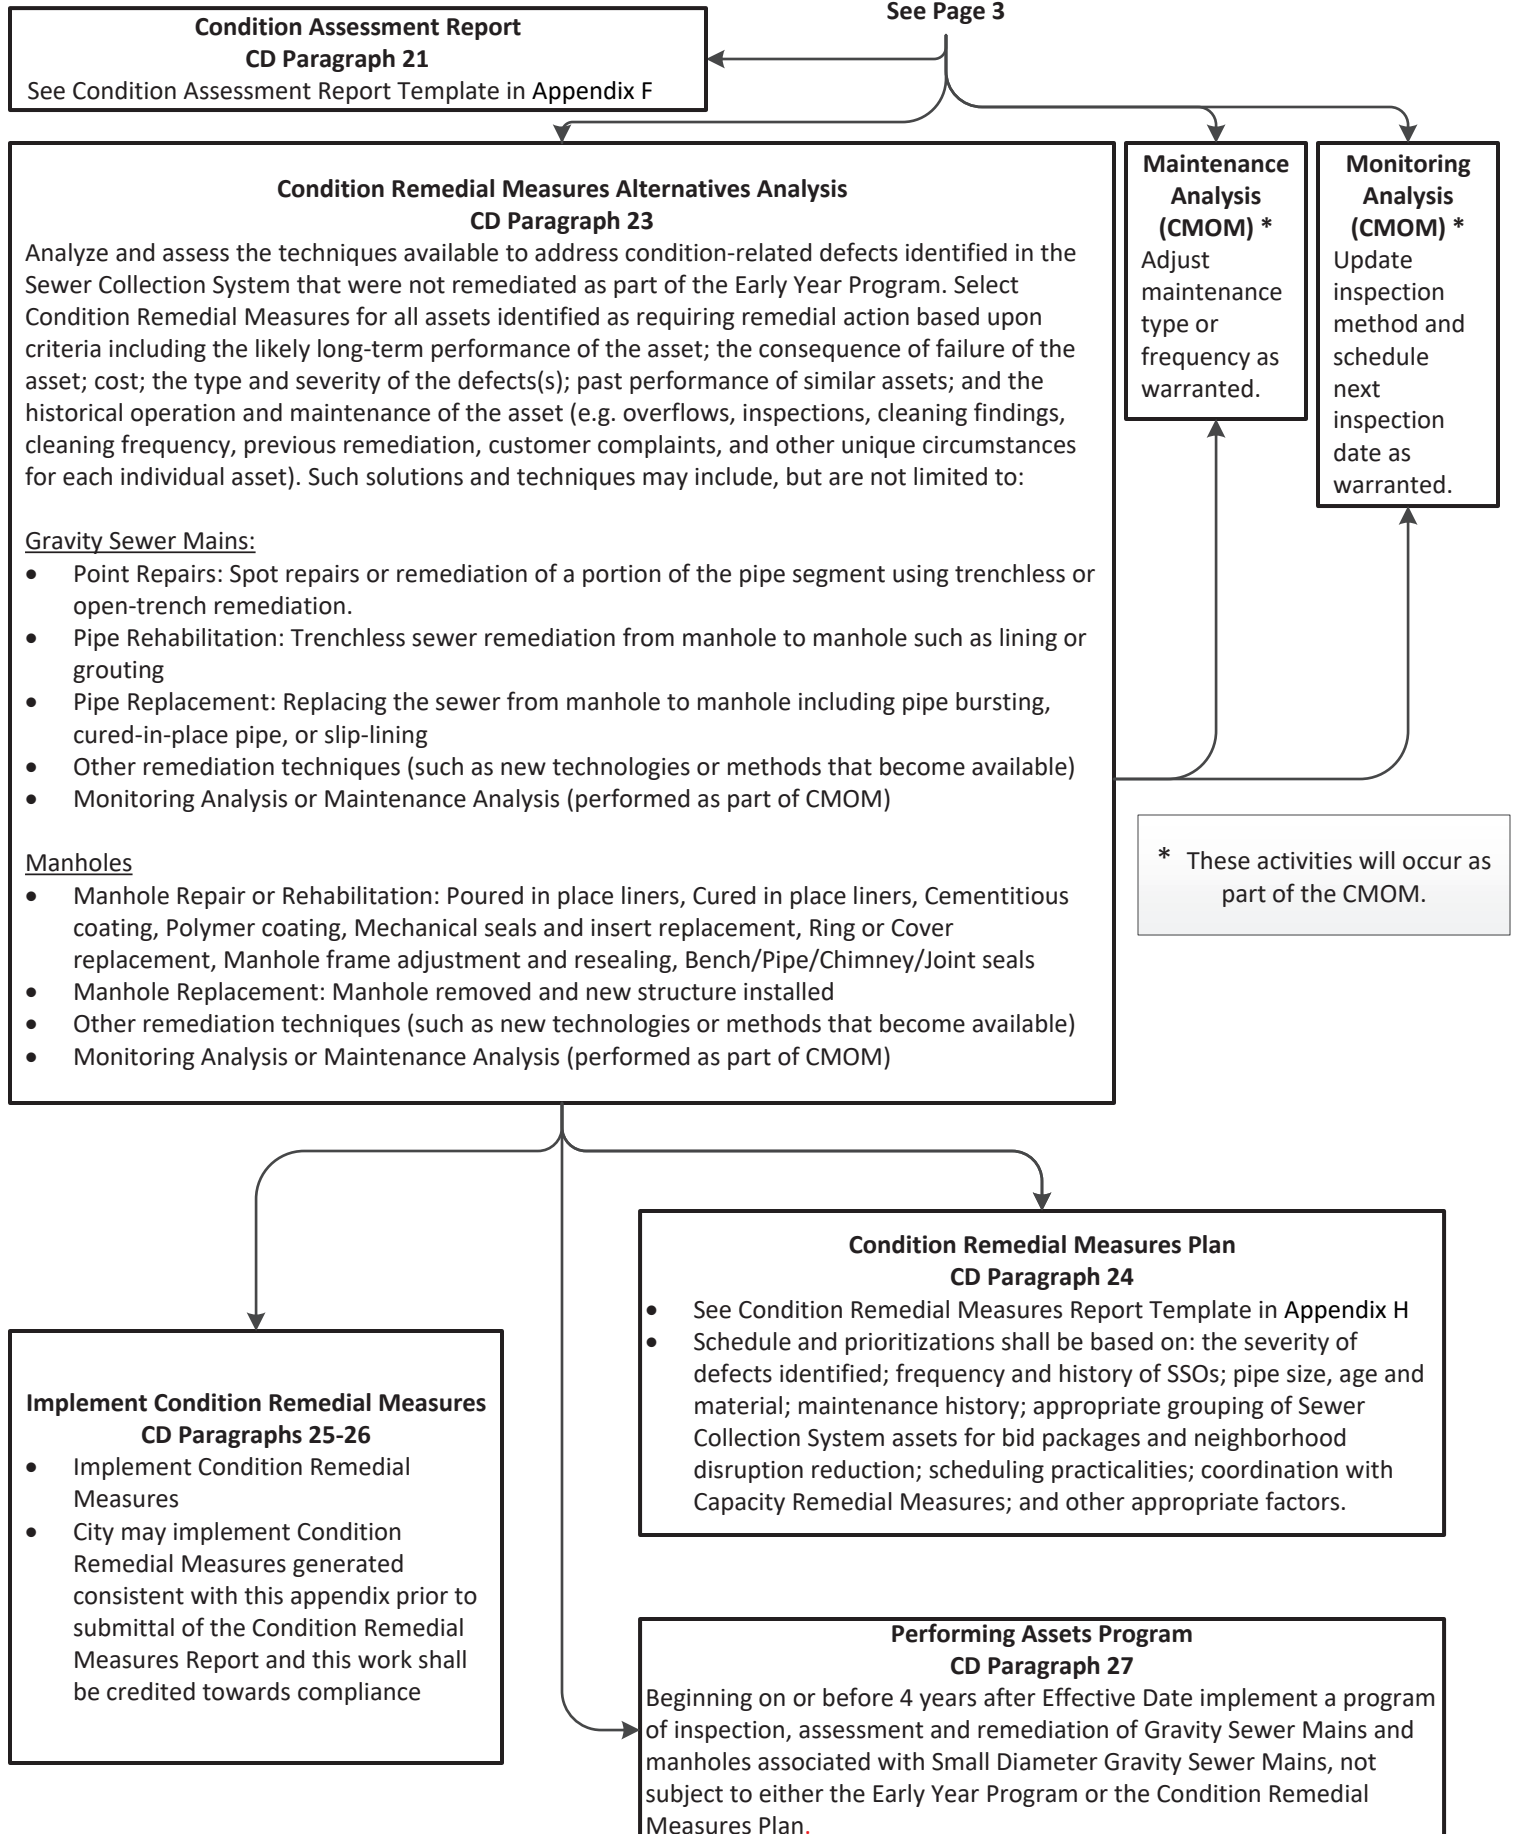 See Page 3
Condition Assessment Report
CD Paragraph 21
See Condition Assessment Report Template in Appendix F
Condition Remedial Measures Alternatives Analysis
CD Paragraph 23
Analyze and assess the techniques available to address condition-related defects identified in the
Sewer Collection System that were not remediated as part of the Early Year Program. Select
Condition Remedial Measures for all assets identified as requiring remedial action based upon
criteria including the likely long-term performance of the asset; the consequence of failure of the
asset; cost; the type and severity of the defects(s); past performance of similar assets; and the
historical operation and maintenance of the asset (e.g. overflows, inspections, cleaning findings,
cleaning frequency, previous remediation, customer complaints, and other unique circumstances
for each individual asset). Such solutions and techniques may include, but are not limited to:
Gravity Sewer Mains:
• Point Repairs: Spot repairs or remediation of a portion of the pipe segment using trenchless or
open-trench remediation.
• Pipe Rehabilitation: Trenchless sewer remediation from manhole to manhole such as lining or
grouting
• Pipe Replacement: Replacing the sewer from manhole to manhole including pipe bursting,
cured-in-place pipe, or slip-lining
• Other remediation techniques (such as new technologies or methods that become available)
• Monitoring Analysis or Maintenance Analysis (performed as part of CMOM)
Manholes
• Manhole Repair or Rehabilitation: Poured in place liners, Cured in place liners, Cementitious
coating, Polymer coating, Mechanical seals and insert replacement, Ring or Cover
replacement, Manhole frame adjustment and resealing, Bench/Pipe/Chimney/Joint seals
• Manhole Replacement: Manhole removed and new structure installed
• Other remediation techniques (such as new technologies or methods that become available)
• Monitoring Analysis or Maintenance Analysis (performed as part of CMOM)
Maintenance
Analysis
(CMOM) *
Adjust
maintenance
type or
frequency as
warranted.
Monitoring
Analysis
(CMOM) *
Update
inspection
method and
schedule
next
inspection
date as
warranted.
* These activities will occur as
part of the CMOM.
Implement Condition Remedial Measures
CD Paragraphs 25-26
• Implement Condition Remedial
Measures
• City may implement Condition
Remedial Measures generated
consistent with this appendix prior to
submittal of the Condition Remedial
Measures Report and this work shall
be credited towards compliance
Condition Remedial Measures Plan
CD Paragraph 24
• See Condition Remedial Measures Report Template in Appendix H
• Schedule and prioritizations shall be based on: the severity of
defects identified; frequency and history of SSOs; pipe size, age and
material; maintenance history; appropriate grouping of Sewer
Collection System assets for bid packages and neighborhood
disruption reduction; scheduling practicalities; coordination with
Capacity Remedial Measures; and other appropriate factors.
Performing Assets Program
CD Paragraph 27
Beginning on or before 4 years after Effective Date implement a program
of inspection, assessment and remediation of Gravity Sewer Mains and
manholes associated with Small Diameter Gravity Sewer Mains, not
subject to either the Early Year Program or the Condition Remedial
Measures Plan.